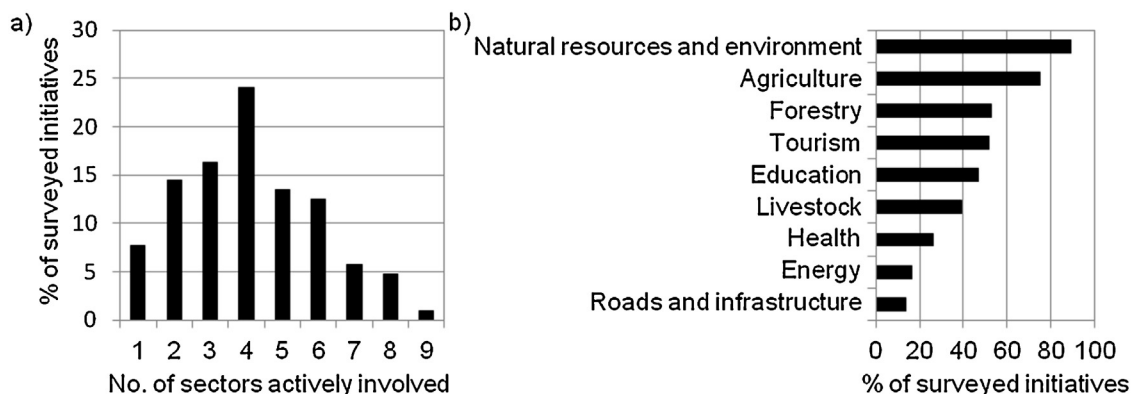 a)
% of surveyed initiatives
30
25
20
15
10
5
0
1 2 3 4 5 6 7 8 9
No. of sectors actively involved
b)
Natural resources and environment
Agriculture
Forestry
Tourism
Education
Livestock
Health
Energy
Roads and infrastructure
0 20 40 60 80 100
% of surveyed initiatives